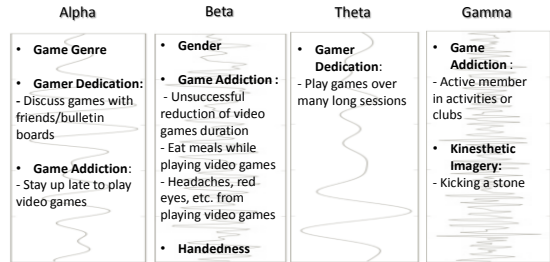 Alpha
• Game Genre
• Gamer Dedication:
- Discuss games with
friends/bulletin
boards
• Game Addiction:
- Stay up late to play
video games
Beta
• Gender
• Game Addiction :
- Unsuccessful
reduction of video
games duration
- Eat meals while
playing video games
- Headaches, red
eyes, etc. from
playing video games
• Handedness
Theta
• Gamer
Dedication:
- Play games over
many long sessions
Gamma
• Game
Addiction :
- Active member
in activities or
clubs
• Kinesthetic
Imagery:
- Kicking a stone